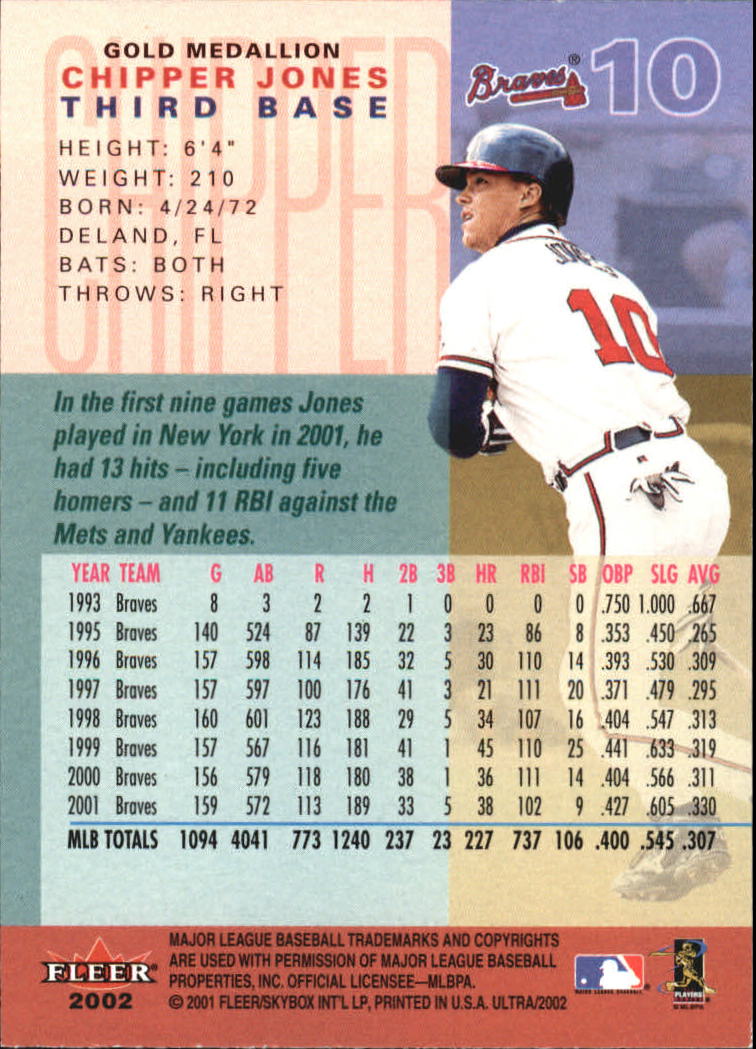 GOLD MEDALLION
CHIPPER JONES
THIRD BASE
HEIGHT: 6'4"
WEIGHT: 210
BORN: 4/24/72
DELAND, FL
BATS: BOTH
THROWS: RIGHT
CHIPPER
Braves®
10
JONES
10
In the first nine games Jones
played in New York in 2001, he
had 13 hits – including five
homers – and 11 RBI against the
Mets and Yankees.
YEAR TEAM G AB R H 2B 3B HR RBI SB OBP SLG AVG
1993 Braves 8 3 2 2 1 0 0 0 0 .750 1.000 .667
1995 Braves 140 524 87 139 22 3 23 86 8 .353 .450 .265
1996 Braves 157 598 114 185 32 5 30 110 14 .393 .530 .309
1997 Braves 157 597 100 176 41 3 21 111 20 .371 .479 .295
1998 Braves 160 601 123 188 29 5 34 107 16 .404 .547 .313
1999 Braves 157 567 116 181 41 1 45 110 25 .441 .633 .319
2000 Braves 156 579 118 180 38 1 36 111 14 .404 .566 .311
2001 Braves 159 572 113 189 33 5 38 102 9 .427 .605 .330
MLB TOTALS 1094 4041 773 1240 237 23 227 737 106 .400 .545 .307
FLEER®
2002
MAJOR LEAGUE BASEBALL TRADEMARKS AND COPYRIGHTS
ARE USED WITH PERMISSION OF MAJOR LEAGUE BASEBALL
PROPERTIES, INC. OFFICIAL LICENSEE—MLBPA.
© 2001 FLEER/SKYBOX INT'L LP, PRINTED IN U.S.A. ULTRA/2002
MAJOR LEAGUE BASEBALL
PLAYERS